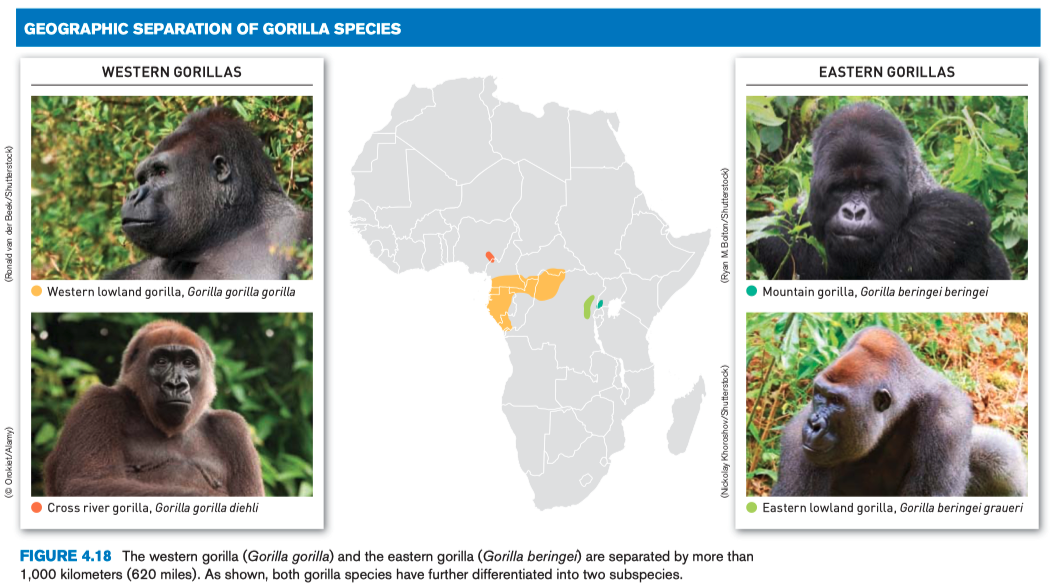 GEOGRAPHIC SEPARATION OF GORILLA SPECIES
WESTERN GORILLAS
(Ronald van der Beek/Shutterstock)
Western lowland gorilla, Gorilla gorilla gorilla
(© Orokiet/Alamy)
Cross river gorilla, Gorilla gorilla diehli
EASTERN GORILLAS
(Ryan M. Bolton/Shutterstock)
Mountain gorilla, Gorilla beringei beringei
(Nickolay Khoroshov/Shutterstock)
Eastern lowland gorilla, Gorilla beringei graueri
FIGURE 4.18 The western gorilla (Gorilla gorilla) and the eastern gorilla (Gorilla beringei) are separated by more than
1,000 kilometers (620 miles). As shown, both gorilla species have further differentiated into two subspecies.